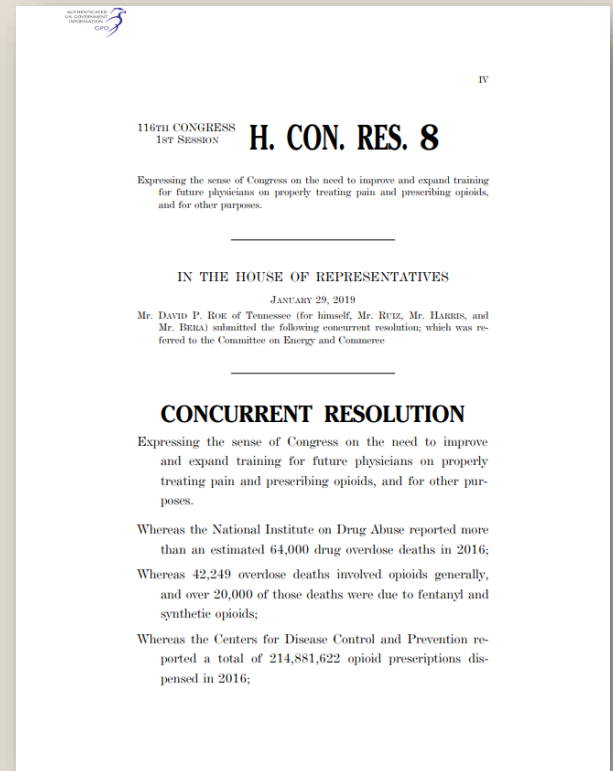 AUTHENTICATED
U.S. GOVERNMENT
INFORMATION
GPO
IV
116TH CONGRESS
1ST SESSION
H. CON. RES. 8
Expressing the sense of Congress on the need to improve and expand training
for future physicians on properly treating pain and prescribing opioids,
and for other purposes.
IN THE HOUSE OF REPRESENTATIVES
JANUARY 29, 2019
Mr. DAVID P. ROE of Tennessee (for himself, Mr. RUIZ, Mr. HARRIS, and
Mr. BERA) submitted the following concurrent resolution; which was re-
ferred to the Committee on Energy and Commerce
CONCURRENT RESOLUTION
Expressing the sense of Congress on the need to improve
and expand training for future physicians on properly
treating pain and prescribing opioids, and for other pur-
poses.
Whereas the National Institute on Drug Abuse reported more
than an estimated 64,000 drug overdose deaths in 2016;
Whereas 42,249 overdose deaths involved opioids generally,
and over 20,000 of those deaths were due to fentanyl and
synthetic opioids;
Whereas the Centers for Disease Control and Prevention re-
ported a total of 214,881,622 opioid prescriptions dis-
pensed in 2016;